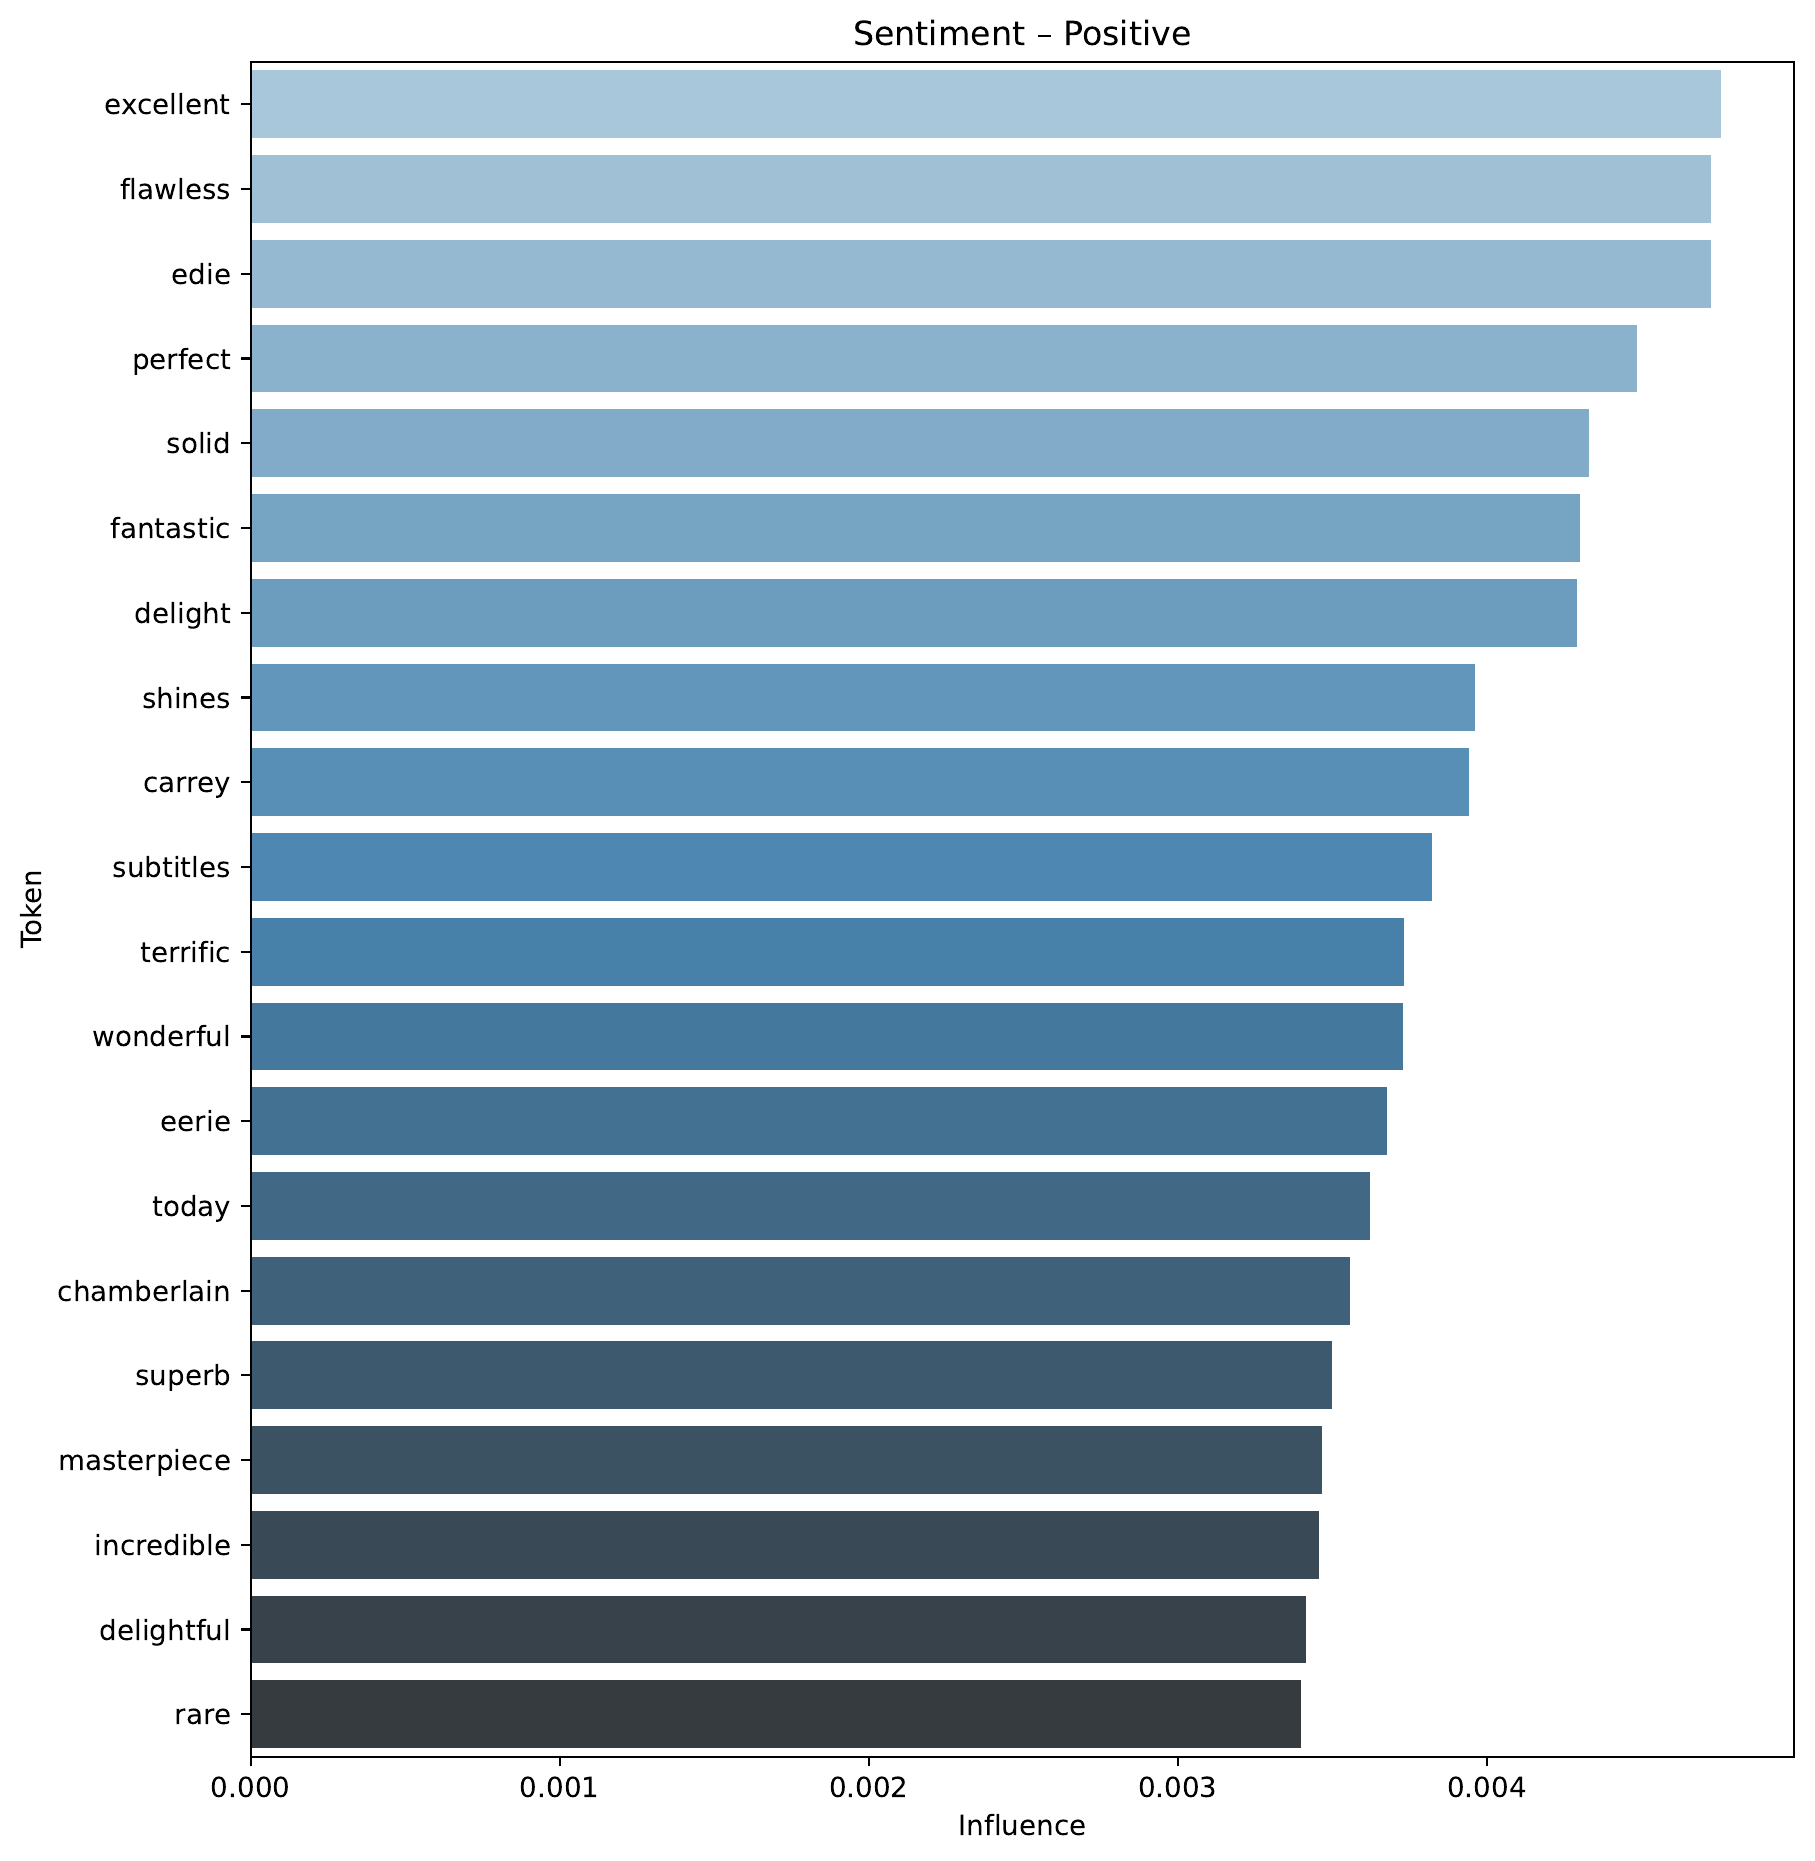 Sentiment – Positive
excellent
flawless
edie
perfect
solid
fantastic
delight
shines
carrey
subtitles
terrific
wonderful
eerie
today
chamberlain
superb
masterpiece
incredible
delightful
rare
Token
0.000 0.001 0.002 0.003 0.004
Influence